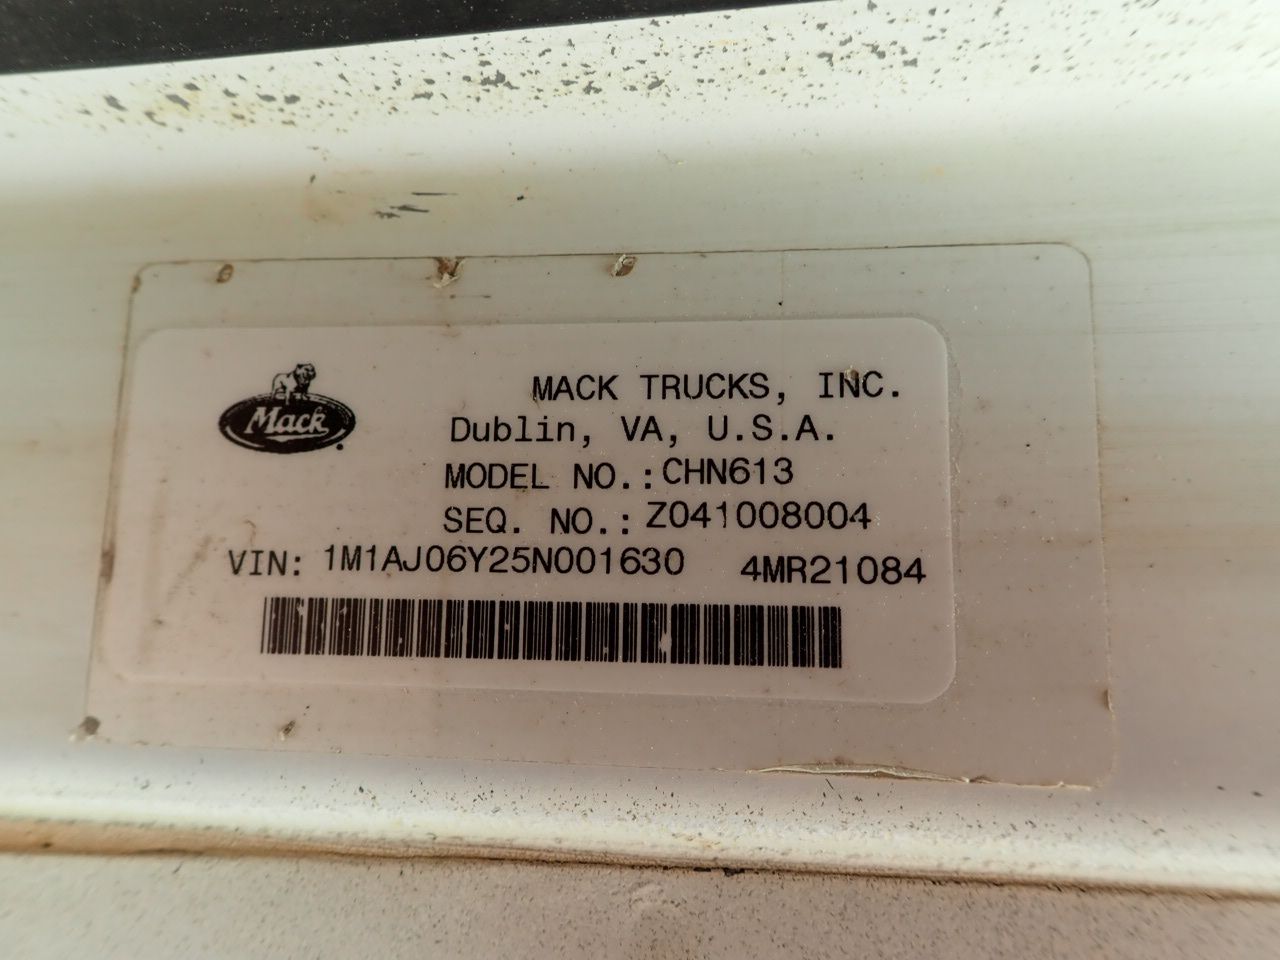 Mack
MACK TRUCKS, INC.
Dublin, VA, U.S.A.
MODEL NO.: CHN613
SEQ. NO.: Z041008004
VIN: 1M1AJ06Y25N001630 4MR21084